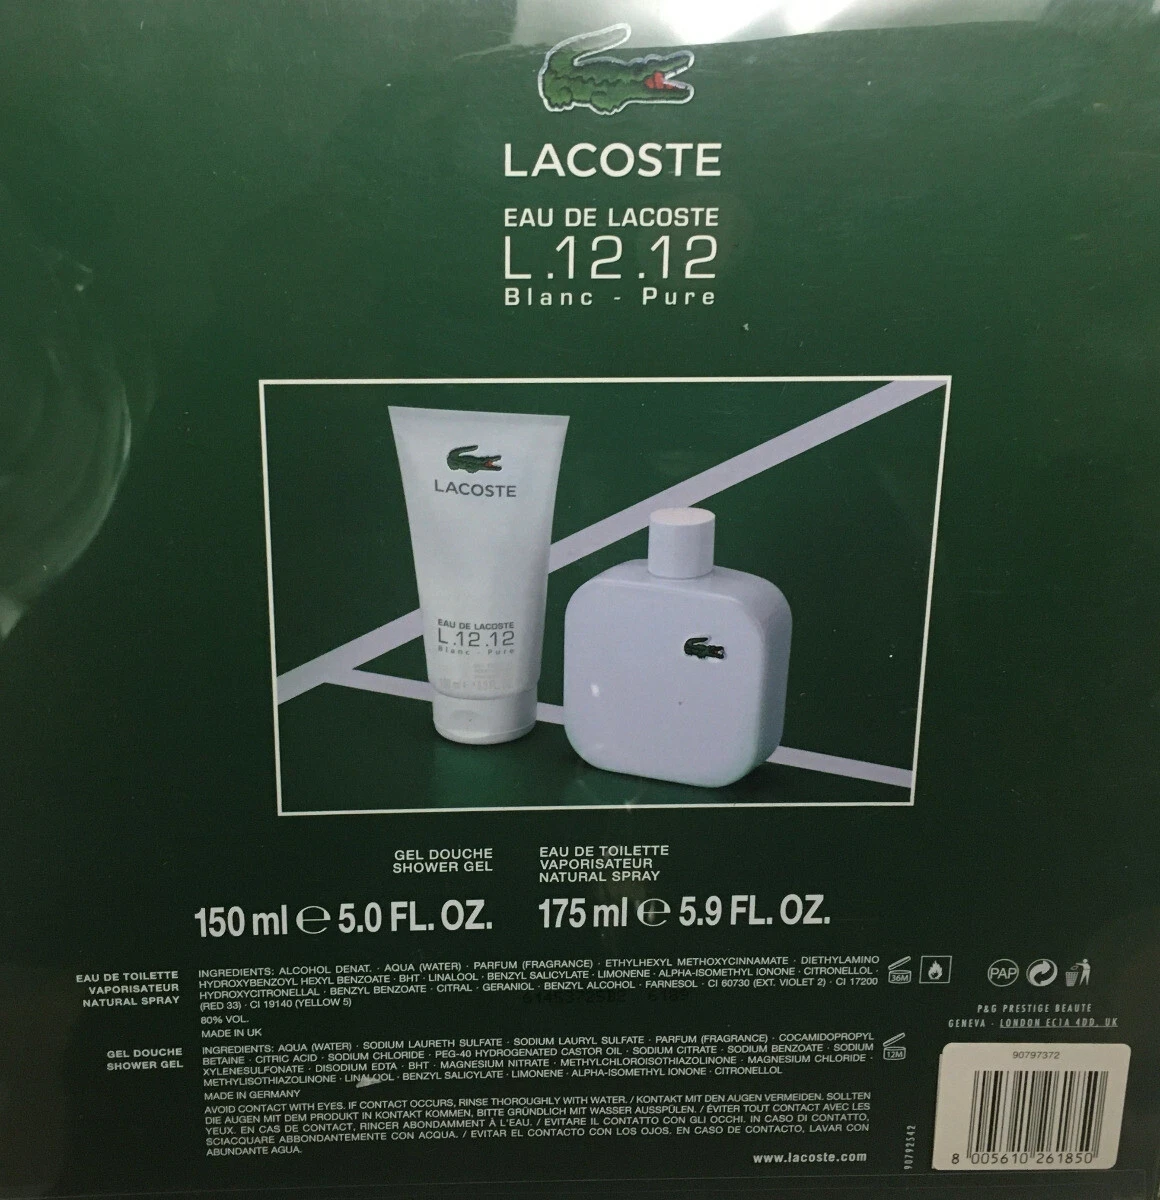 LACOSTE
EAU DE LACOSTE
L.12.12
Blanc - Pure
LACOSTE
EAU DE LACOSTE
L.12.12
Blanc - Pure
GEL DOUCHE
SHOWER GEL
150 ml ℮ 5.0 FL. OZ.
EAU DE TOILETTE
VAPORISATEUR
NATURAL SPRAY
175 ml ℮ 5.9 FL. OZ.
EAU DE TOILETTE
VAPORISATEUR
NATURAL SPRAY
INGREDIENTS: ALCOHOL DENAT. · AQUA (WATER) · PARFUM (FRAGRANCE) · ETHYLHEXYL METHOXYCINNAMATE · DIETHYLAMINO
HYDROXYBENZOYL HEXYL BENZOATE · BHT · LINALOOL · BENZYL SALICYLATE · LIMONENE · ALPHA-ISOMETHYL IONONE · CITRONELLOL ·
HYDROXYCITRONELLAL · BENZYL BENZOATE · CITRAL · GERANIOL · BENZYL ALCOHOL · FARNESOL · CI 60730 (EXT. VIOLET 2) · CI 17200
(RED 33) · CI 19140 (YELLOW 5)
80% VOL.
MADE IN UK
36M
PAP
P&G PRESTIGE BEAUTE
GENEVA · LONDON EC1A 4DD, UK
GEL DOUCHE
SHOWER GEL
INGREDIENTS: AQUA (WATER) · SODIUM LAURETH SULFATE · SODIUM LAURYL SULFATE · PARFUM (FRAGRANCE) · COCAMIDOPROPYL
BETAINE · CITRIC ACID · SODIUM CHLORIDE · PEG-40 HYDROGENATED CASTOR OIL · SODIUM CITRATE · SODIUM BENZOATE · SODIUM
XYLENESULFONATE · DISODIUM EDTA · BHT · MAGNESIUM NITRATE · METHYLCHLOROISOTHIAZOLINONE · MAGNESIUM CHLORIDE ·
METHYLISOTHIAZOLINONE · LINALOOL · BENZYL SALICYLATE · LIMONENE · ALPHA-ISOMETHYL IONONE · CITRONELLOL
MADE IN GERMANY
12M
AVOID CONTACT WITH EYES. IF CONTACT OCCURS, RINSE THOROUGHLY WITH WATER. / KONTAKT MIT DEN AUGEN VERMEIDEN. SOLLTEN
DIE AUGEN MIT DEM PRODUKT IN KONTAKT KOMMEN, BITTE GRÜNDLICH MIT WASSER AUSSPÜLEN. / ÉVITER TOUT CONTACT AVEC LES
YEUX. EN CAS DE CONTACT, RINCER ABONDAMMENT À L'EAU. / EVITARE IL CONTATTO CON GLI OCCHI. IN CASO DI CONTATTO,
SCIACQUARE ABBONDANTEMENTE CON ACQUA. / EVITAR EL CONTACTO CON LOS OJOS. EN CASO DE CONTACTO, LAVAR CON
ABUNDANTE AGUA.
www.lacoste.com
90792542
90797372
8 005610 261850